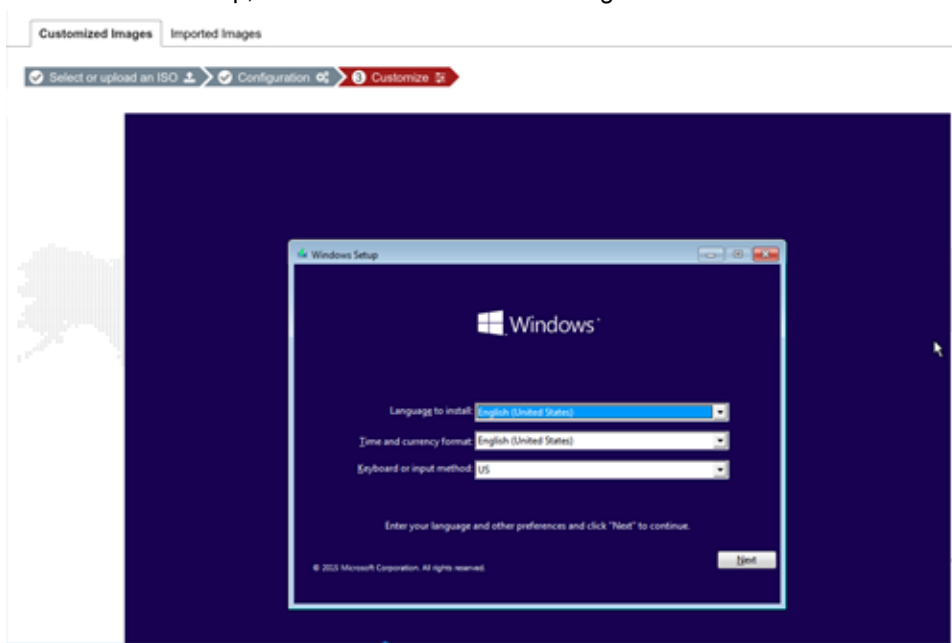 Customized Images Imported Images
Select or upload an ISO Configuration 3 Customize
Windows Setup
Windows
Language to install: English (United States)
Time and currency format: English (United States)
Keyboard or input method: US
Enter your language and other preferences and click "Next" to continue.
© 2015 Microsoft Corporation. All rights reserved.
Next